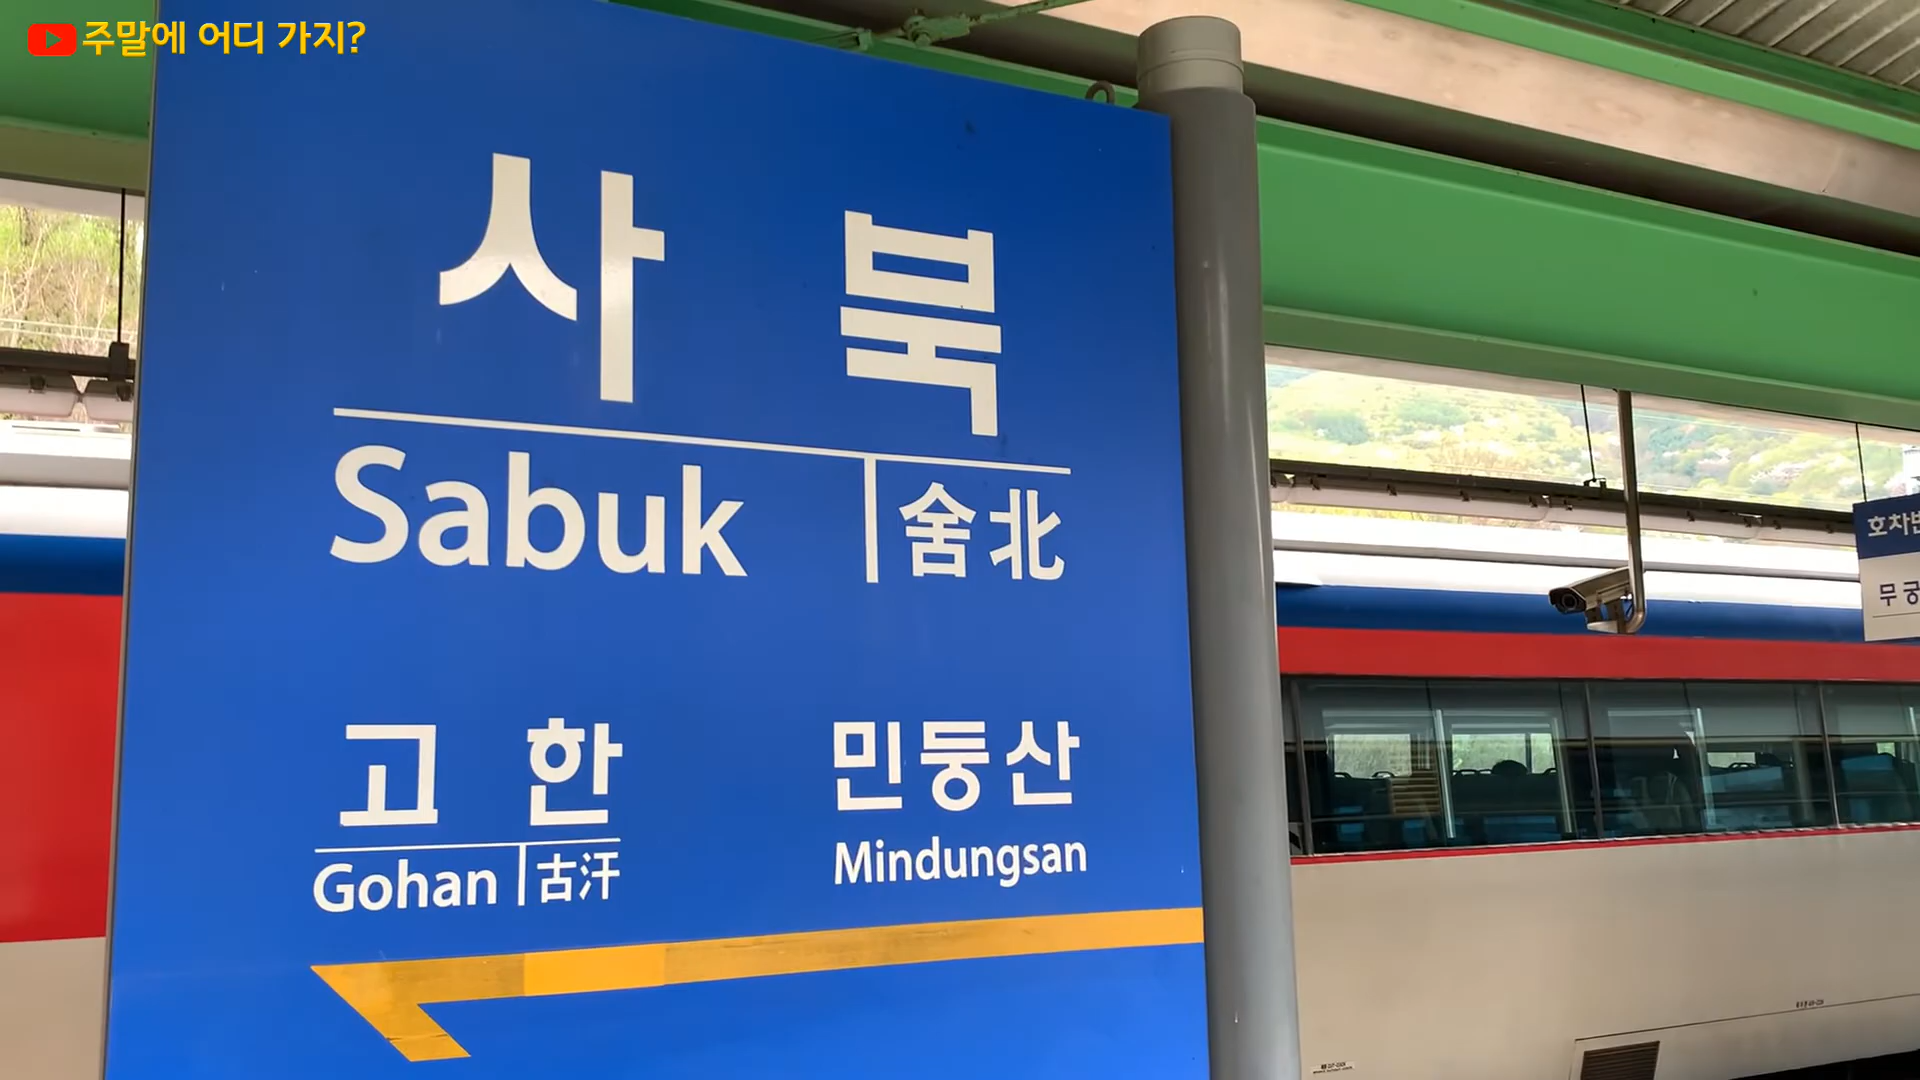 주말에 어디 가지?
사북
Sabuk 舍北
고한 민둥산
Gohan 古汗 Mindungsan
호차번
무궁